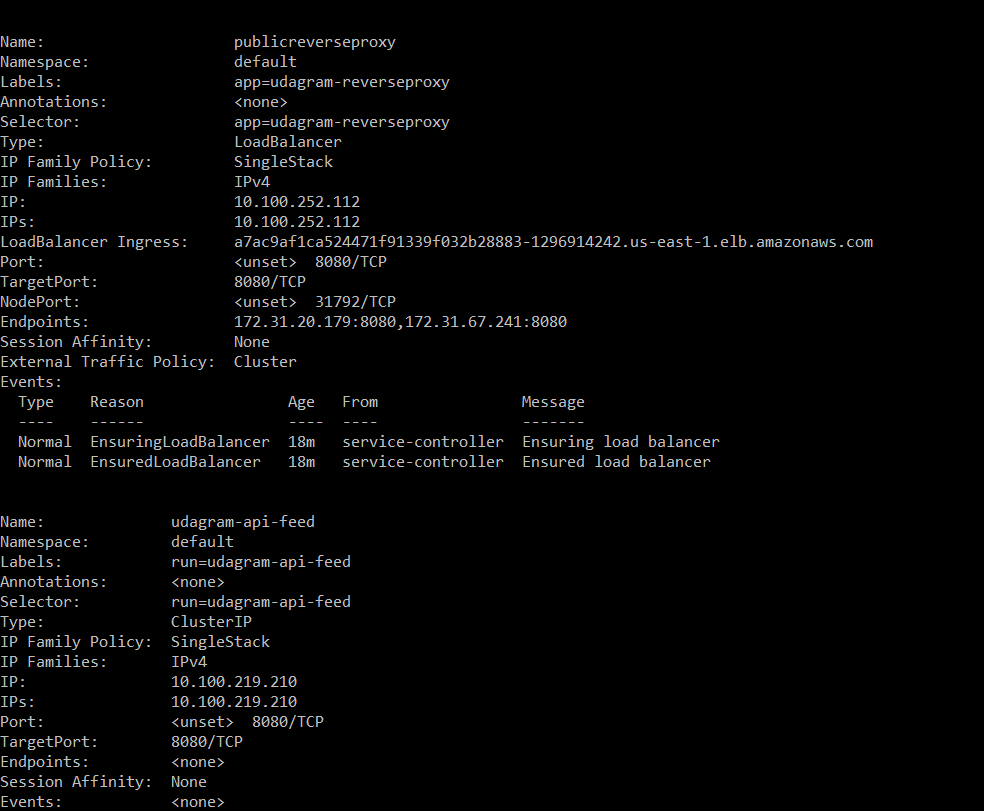 Name:                     publicreverseproxy
Namespace:                default
Labels:                   app=udagram-reverseproxy
Annotations:              <none>
Selector:                 app=udagram-reverseproxy
Type:                     LoadBalancer
IP Family Policy:         SingleStack
IP Families:              IPv4
IP:                       10.100.252.112
IPs:                      10.100.252.112
LoadBalancer Ingress:     a7ac9af1ca524471f91339f032b28883-1296914242.us-east-1.elb.amazonaws.com
Port:                     <unset>  8080/TCP
TargetPort:               8080/TCP
NodePort:                 <unset>  31792/TCP
Endpoints:                172.31.20.179:8080,172.31.67.241:8080
Session Affinity:         None
External Traffic Policy:  Cluster
Events:
  Type    Reason                Age   From                Message
  ----    ------                ----  ----                -------
  Normal  EnsuringLoadBalancer  18m   service-controller  Ensuring load balancer
  Normal  EnsuredLoadBalancer   18m   service-controller  Ensured load balancer
Name:              udagram-api-feed
Namespace:         default
Labels:            run=udagram-api-feed
Annotations:       <none>
Selector:          run=udagram-api-feed
Type:              ClusterIP
IP Family Policy:  SingleStack
IP Families:       IPv4
IP:                10.100.219.210
IPs:               10.100.219.210
Port:              <unset>  8080/TCP
TargetPort:        8080/TCP
Endpoints:         <none>
Session Affinity:  None
Events:            <none>